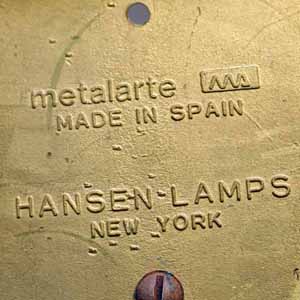 metalarte
MADE IN SPAIN
HANSEN LAMPS
NEW YORK